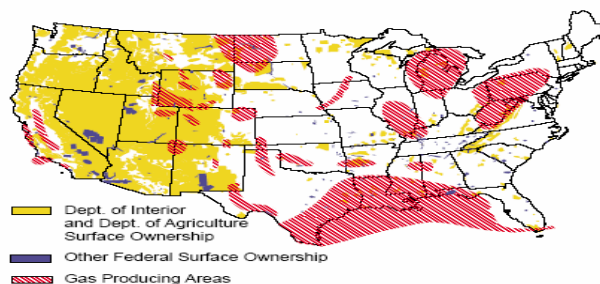 Dept. of Interior
and Dept. of Agriculture
Surface Ownership
Other Federal Surface Ownership
Gas Producing Areas